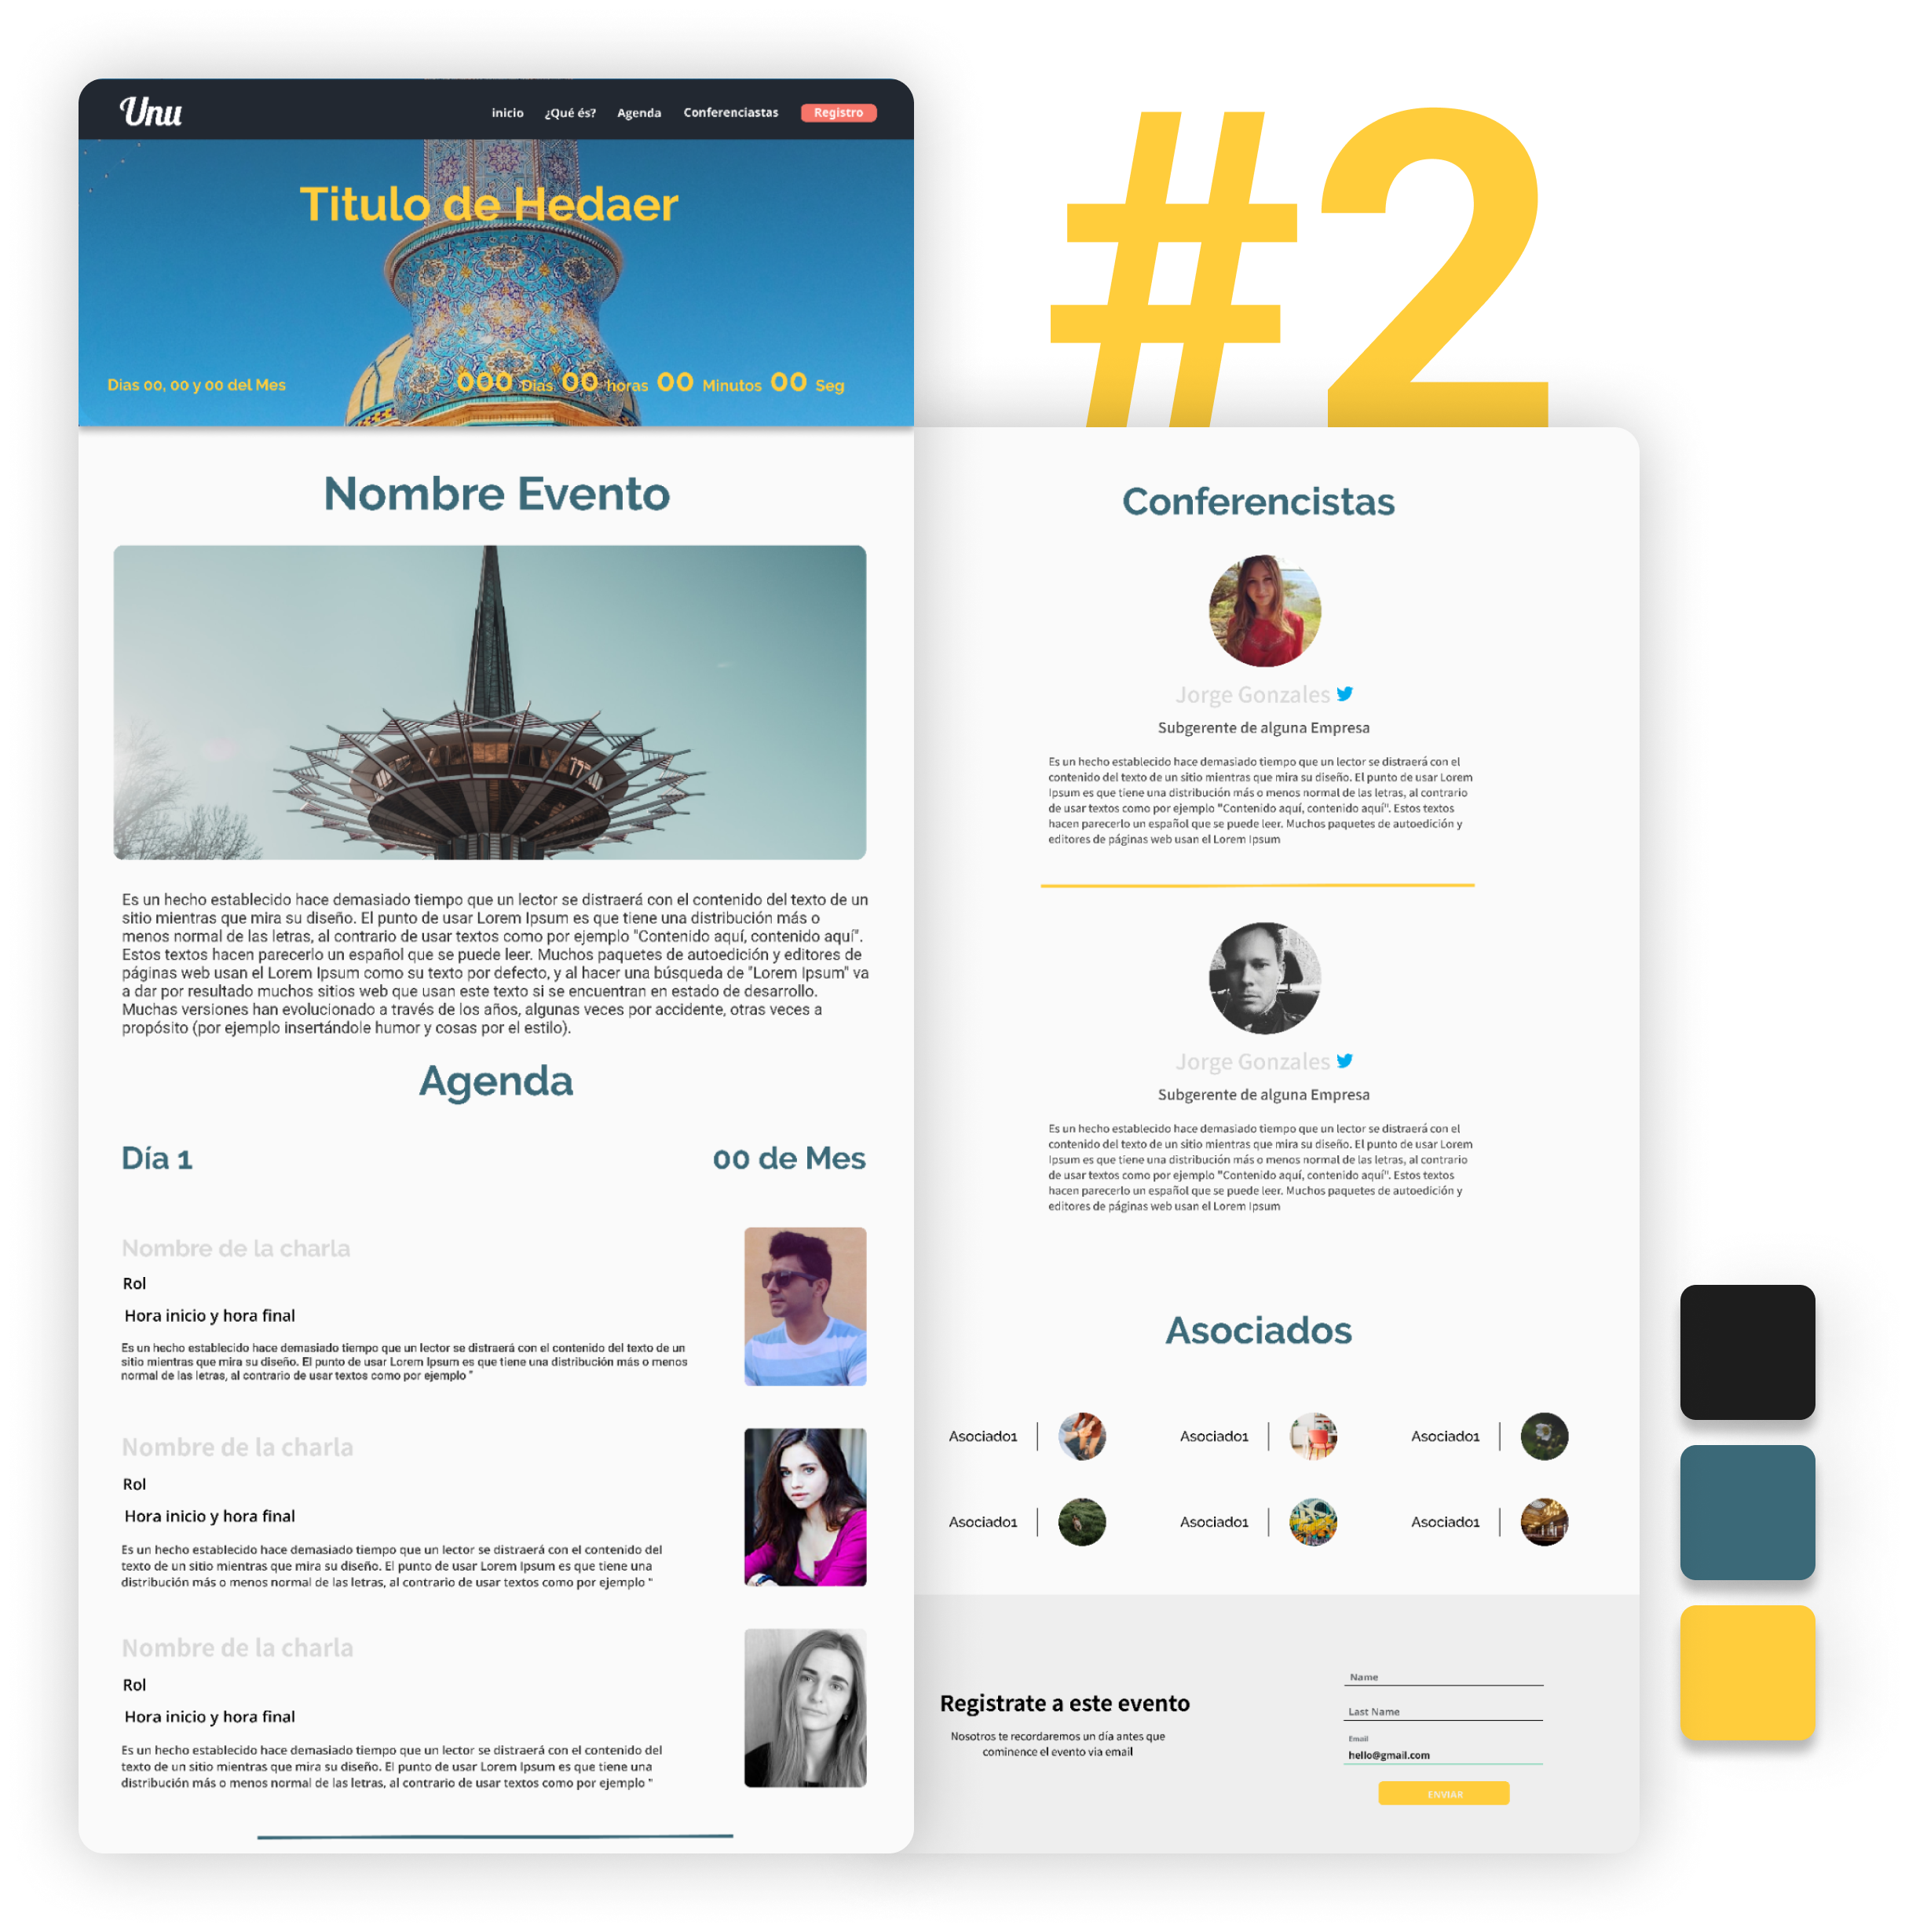 Unu
inicio
¿Qué és?
Agenda
Conferenciastas
Registro
Titulo de Hedaer
Dias 00, 00 y 00 del Mes
000 Dias 00 horas 00 Minutos 00 Seg
#2
Nombre Evento
Es un hecho establecido hace demasiado tiempo que un lector se distraerá con el contenido del texto de un
sitio mientras que mira su diseño. El punto de usar Lorem Ipsum es que tiene una distribución más o
menos normal de las letras, al contrario de usar textos como por ejemplo "Contenido aquí, contenido aquí".
Estos textos hacen parecerlo un español que se puede leer. Muchos paquetes de autoedición y editores de
páginas web usan el Lorem Ipsum como su texto por defecto, y al hacer una búsqueda de "Lorem Ipsum" va
a dar por resultado muchos sitios web que usan este texto si se encuentran en estado de desarrollo.
Muchas versiones han evolucionado a través de los años, algunas veces por accidente, otras veces a
propósito (por ejemplo insertándole humor y cosas por el estilo).
Agenda
Día 1
00 de Mes
Nombre de la charla
Rol
Hora inicio y hora final
Es un hecho establecido hace demasiado tiempo que un lector se distraerá con el contenido del texto de un
sitio mientras que mira su diseño. El punto de usar Lorem Ipsum es que tiene una distribución más o menos
normal de las letras, al contrario de usar textos como por ejemplo "
Nombre de la charla
Rol
Hora inicio y hora final
Es un hecho establecido hace demasiado tiempo que un lector se distraerá con el contenido del
texto de un sitio mientras que mira su diseño. El punto de usar Lorem Ipsum es que tiene una
distribución más o menos normal de las letras, al contrario de usar textos como por ejemplo "
Nombre de la charla
Rol
Hora inicio y hora final
Es un hecho establecido hace demasiado tiempo que un lector se distraerá con el contenido del
texto de un sitio mientras que mira su diseño. El punto de usar Lorem Ipsum es que tiene una
distribución más o menos normal de las letras, al contrario de usar textos como por ejemplo "
Conferencistas
Jorge Gonzales
Subgerente de alguna Empresa
Es un hecho establecido hace demasiado tiempo que un lector se distraerá con el
contenido del texto de un sitio mientras que mira su diseño. El punto de usar Lorem
Ipsum es que tiene una distribución más o menos normal de las letras, al contrario
de usar textos como por ejemplo "Contenido aquí, contenido aquí". Estos textos
hacen parecerlo un español que se puede leer. Muchos paquetes de autoedición y
editores de páginas web usan el Lorem Ipsum
Jorge Gonzales
Subgerente de alguna Empresa
Es un hecho establecido hace demasiado tiempo que un lector se distraerá con el
contenido del texto de un sitio mientras que mira su diseño. El punto de usar Lorem
Ipsum es que tiene una distribución más o menos normal de las letras, al contrario
de usar textos como por ejemplo "Contenido aquí, contenido aquí". Estos textos
hacen parecerlo un español que se puede leer. Muchos paquetes de autoedición y
editores de páginas web usan el Lorem Ipsum
Asociados
Asociado1
Asociado1
Asociado1
Asociado1
Asociado1
Asociado1
Registrate a este evento
Nosotros te recordaremos un día antes que
cominence el evento via email
Name
Last Name
Email
hello@gmail.com
ENVIAR